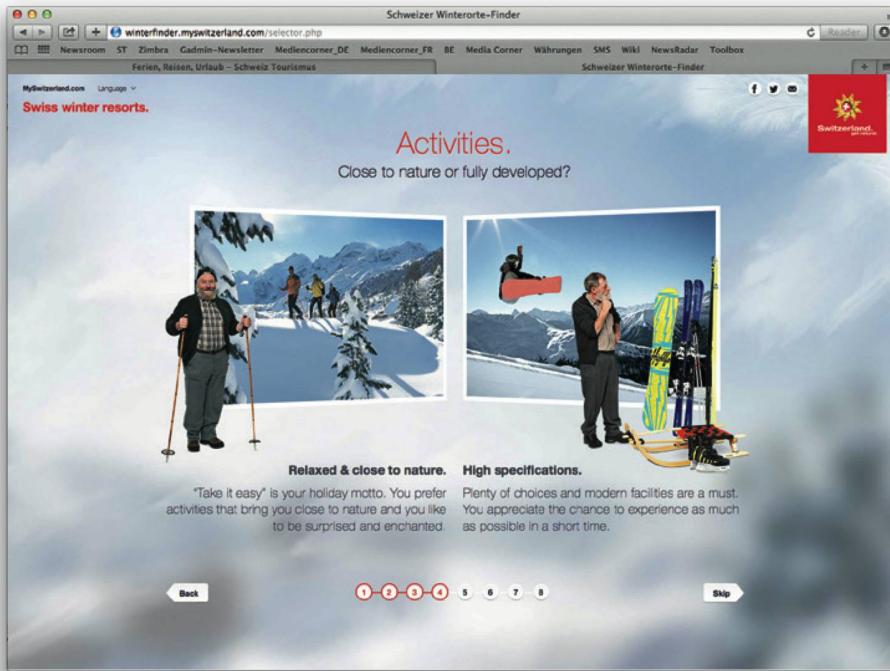 Schweizer Winterorte-Finder
winterfinder.myswitzerland.com/selector.php
Reader
Newsroom ST Zimbra Gadmin-Newsletter Mediencorner_DE Mediencorner_FR BE Media Corner Währungen SMS Wiki NewsRadar Toolbox
Ferien, Reisen, Urlaub – Schweiz Tourismus
Schweizer Winterorte-Finder
MySwitzerland.com Language
Swiss winter resorts.
Switzerland.
get natural.
Activities.
Close to nature or fully developed?
Relaxed & close to nature.
"Take it easy" is your holiday motto. You prefer
activities that bring you close to nature and you like
to be surprised and enchanted.
High specifications.
Plenty of choices and modern facilities are a must.
You appreciate the chance to experience as much
as possible in a short time.
Back
1 2 3 4 5 6 7 8
Skip